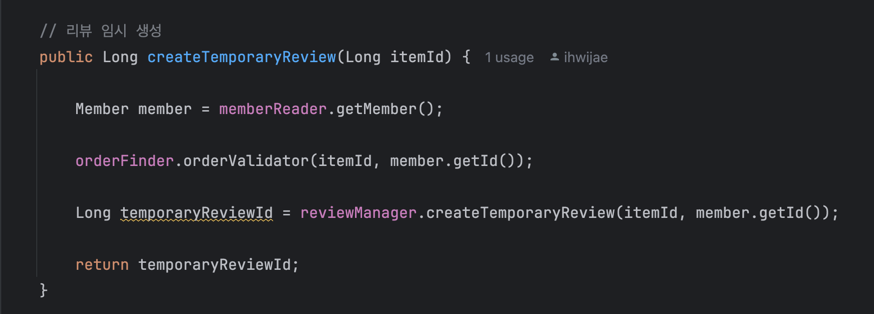 // 리뷰 임시 생성
public Long createTemporaryReview(Long itemId) { 1 usage ihwijae
Member member = memberReader.getMember();
orderFinder.orderValidator(itemId, member.getId());
Long temporaryReviewId = reviewManager.createTemporaryReview(itemId, member.getId());
return temporaryReviewId;
}